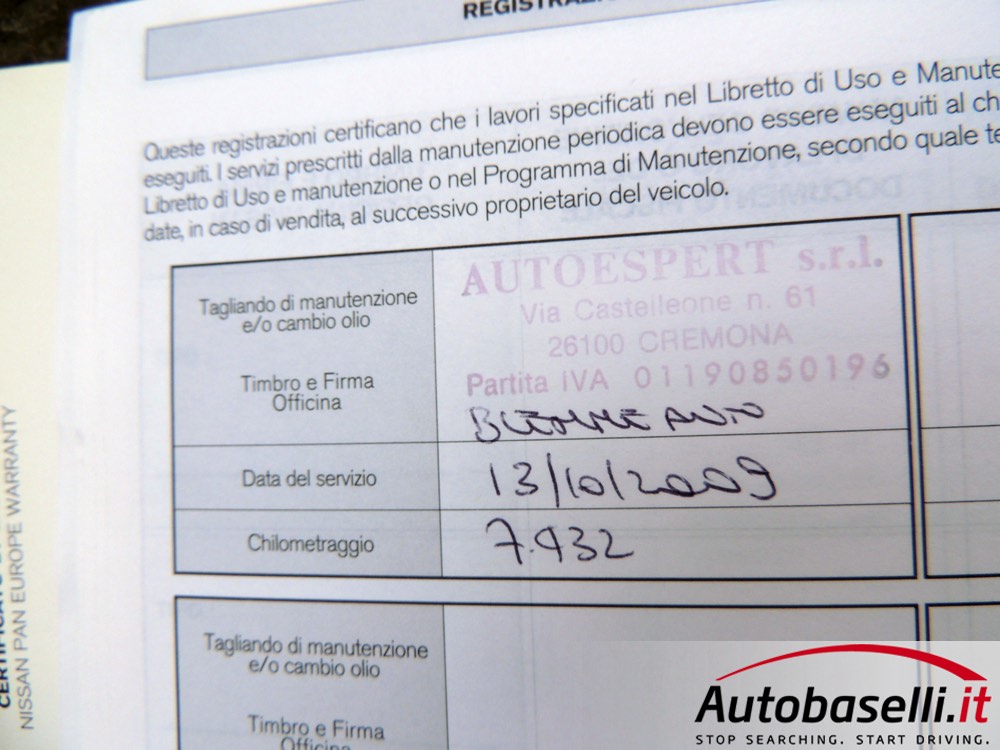 Queste registrazioni certificano che i lavori specificati nel Libretto di Uso e
eseguiti. I servizi prescritti dalla manutenzione periodica devono essere eseguiti al
Libretto di Uso e manutenzione o nel Programma di Manutenzione, secondo quale
date, in caso di vendita, al successivo proprietario del veicolo.
Tagliando di manutenzione
e/o cambio olio
Timbro e Firma
Officina
AUTOESPERT s.r.l.
Via Castelleone n. 61
26100 CREMONA
Partita IVA 01190850196
BIEMME AUTO
Data del servizio
13/10/2009
Chilometraggio
7.932
Tagliando di manutenzione
e/o cambio olio
Timbro e Firma
Officina
NISSAN PAN EUROPE WARRANTY
Autobaselli.it
STOP SEARCHING. START DRIVING.